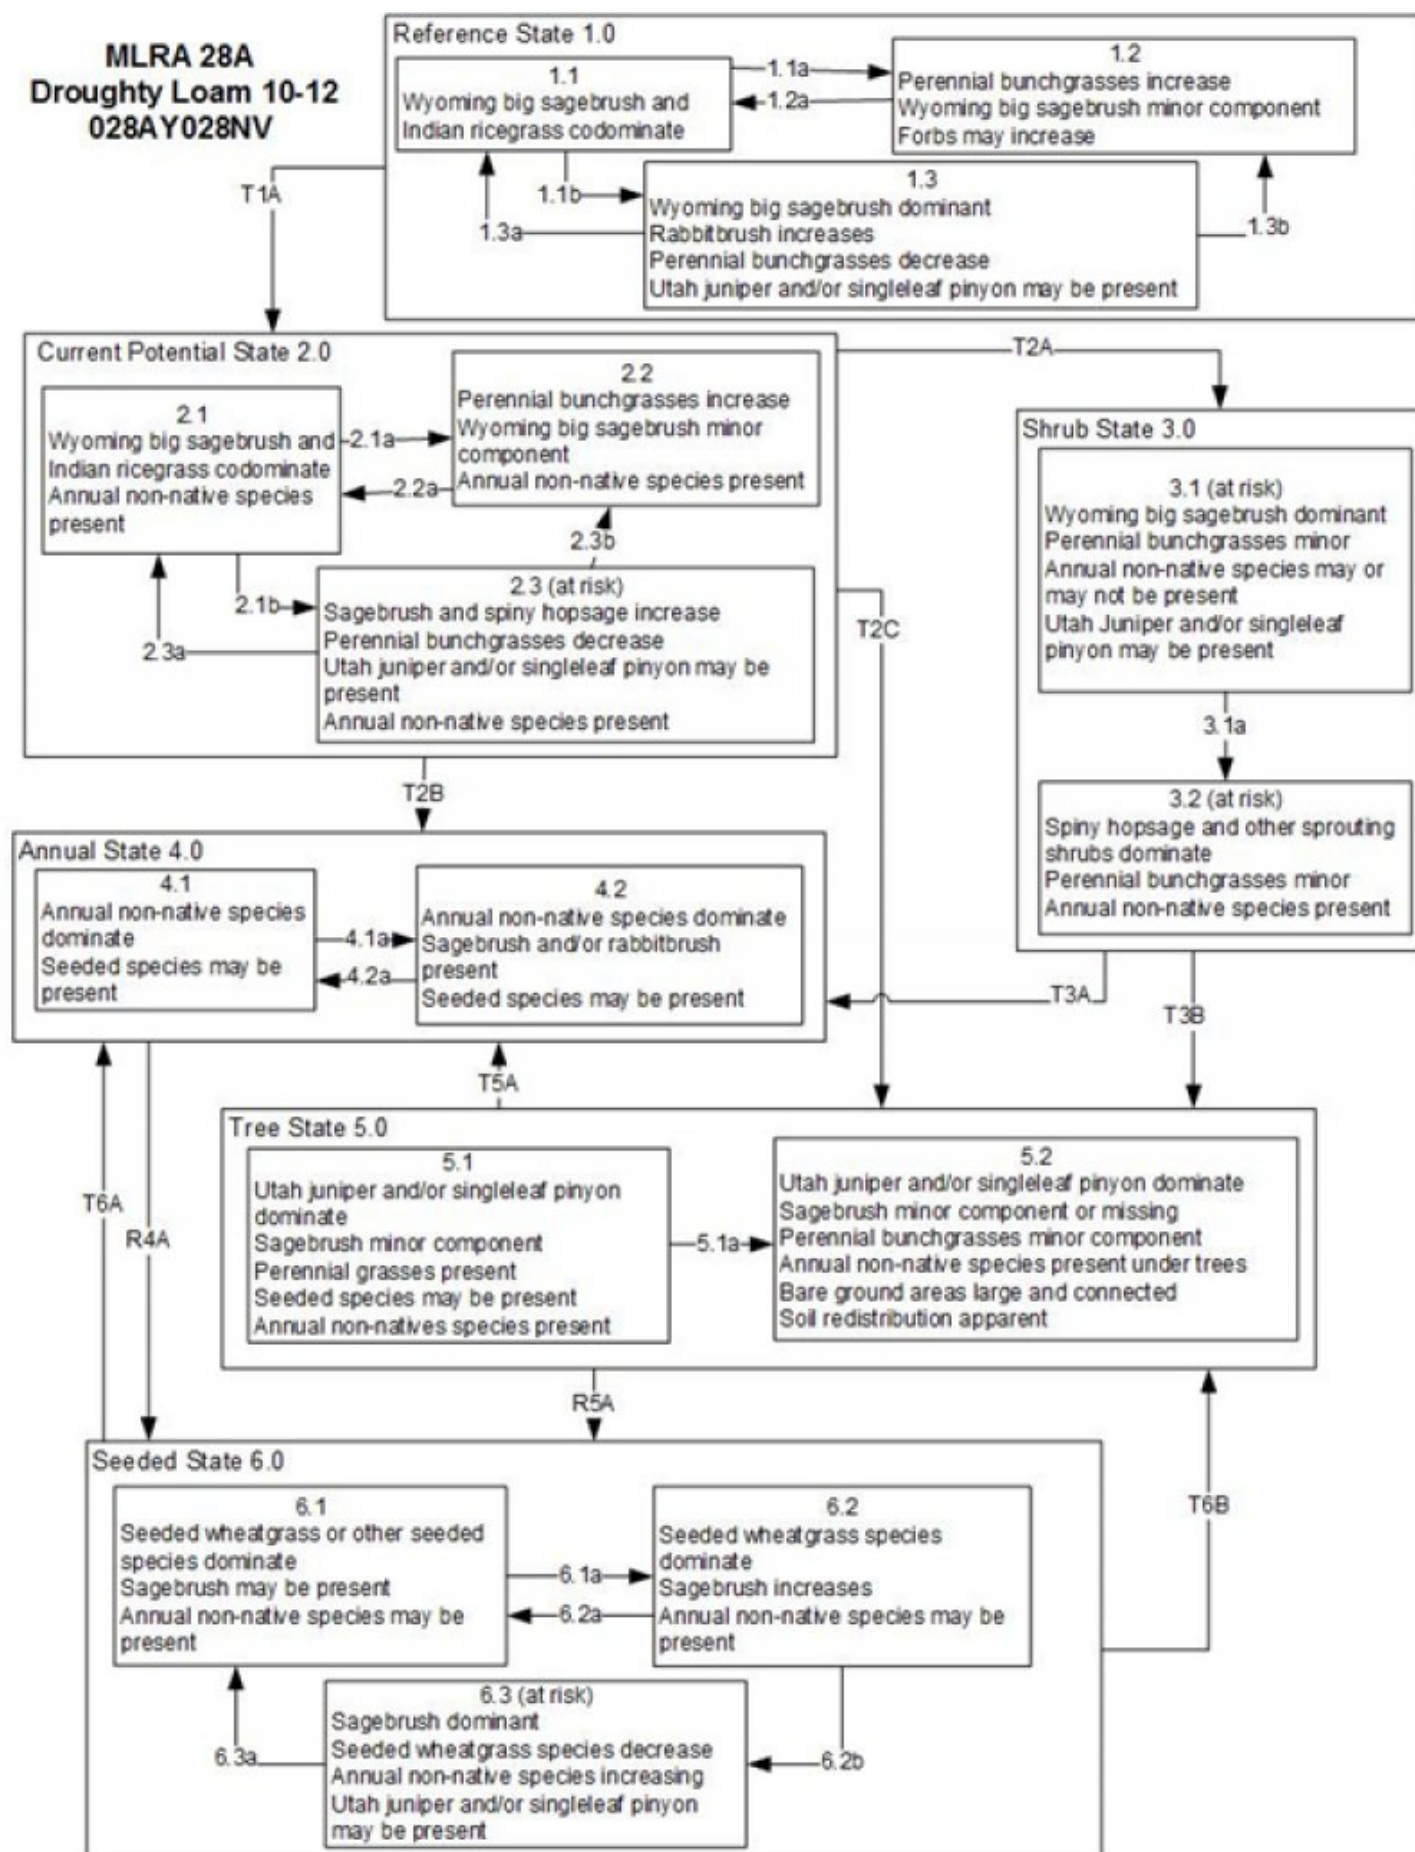 MLRA 28A
Droughty Loam 10-12
028AY028NV
Reference State 1.0
1.1
Wyoming big sagebrush and
Indian ricegrass codominate
1.1a
1.2a
1.2
Perennial bunchgrasses increase
Wyoming big sagebrush minor component
Forbs may increase
1.1b
1.3a
1.3
Wyoming big sagebrush dominant
Rabbitbrush increases
Perennial bunchgrasses decrease
Utah juniper and/or singleleaf pinyon may be present
1.3b
T1A
Current Potential State 2.0
2.1
Wyoming big sagebrush and
Indian ricegrass codominate
Annual non-native species
present
2.1a
2.2a
2.2
Perennial bunchgrasses increase
Wyoming big sagebrush minor
component
Annual non-native species present
2.3b
2.1b
2.3a
2.3 (at risk)
Sagebrush and spiny hopsage increase
Perennial bunchgrasses decrease
Utah juniper and/or singleleaf pinyon may be
present
Annual non-native species present
T2A
T2C
T2B
Shrub State 3.0
3.1 (at risk)
Wyoming big sagebrush dominant
Perennial bunchgrasses minor
Annual non-native species may or
may not be present
Utah Juniper and/or singleleaf
pinyon may be present
3.1a
3.2 (at risk)
Spiny hopsage and other sprouting
shrubs dominate
Perennial bunchgrasses minor
Annual non-native species present
Annual State 4.0
4.1
Annual non-native species
dominate
Seeded species may be
present
4.1a
4.2a
4.2
Annual non-native species dominate
Sagebrush and/or rabbitbrush
present
Seeded species may be present
T3A
T3B
T5A
T6A
R4A
Tree State 5.0
5.1
Utah juniper and/or singleleaf pinyon
dominate
Sagebrush minor component
Perennial grasses present
Seeded species may be present
Annual non-natives species present
5.1a
5.2
Utah juniper and/or singleleaf pinyon dominate
Sagebrush minor component or missing
Perennial bunchgrasses minor component
Annual non-native species present under trees
Bare ground areas large and connected
Soil redistribution apparent
R5A
T6B
Seeded State 6.0
6.1
Seeded wheatgrass or other seeded
species dominate
Sagebrush may be present
Annual non-native species may be
present
6.1a
6.2a
6.2
Seeded wheatgrass species
dominate
Sagebrush increases
Annual non-native species may be
present
6.3a
6.3 (at risk)
Sagebrush dominant
Seeded wheatgrass species decrease
Annual non-native species increasing
Utah juniper and/or singleleaf pinyon
may be present
6.2b